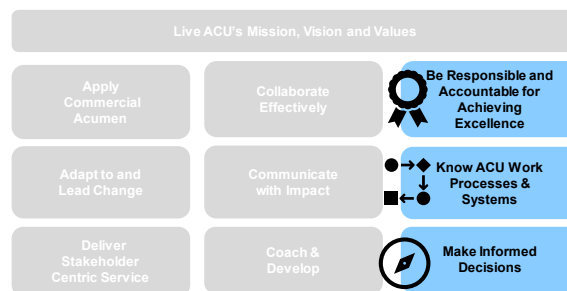 Live ACU's Mission, Vision and Values
Apply
Commercial
Acumen
Collaborate
Effectively
Be Responsible and
Accountable for
Achieving
Excellence
Adapt to and
Lead Change
Communicate
with Impact
Know ACU Work
Processes &
Systems
Deliver
Stakeholder
Centric Service
Coach &
Develop
Make Informed
Decisions